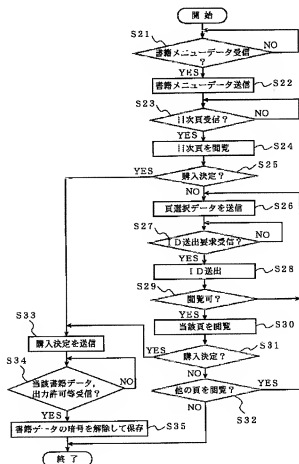 開始
S21
書籍メニューデータ受信
?
NO
YES
書籍メニューデータ送信
S22
S23
目次頁受信?
NO
YES
目次頁を閲覧
S24
S25
YES
購入決定?
NO
頁選択データを送信
S26
S27
ID送出要求受信?
NO
YES
ID送出
S28
S29
閲覧可?
YES
当該頁を閲覧
S30
S31
YES
購入決定?
NO
他の頁を閲覧?
YES
NO
S32
S33
購入決定を送信
S34
当該書籍データ,
出力許可等受信?
NO
YES
書籍データの暗号を解除して保存
S35
終了